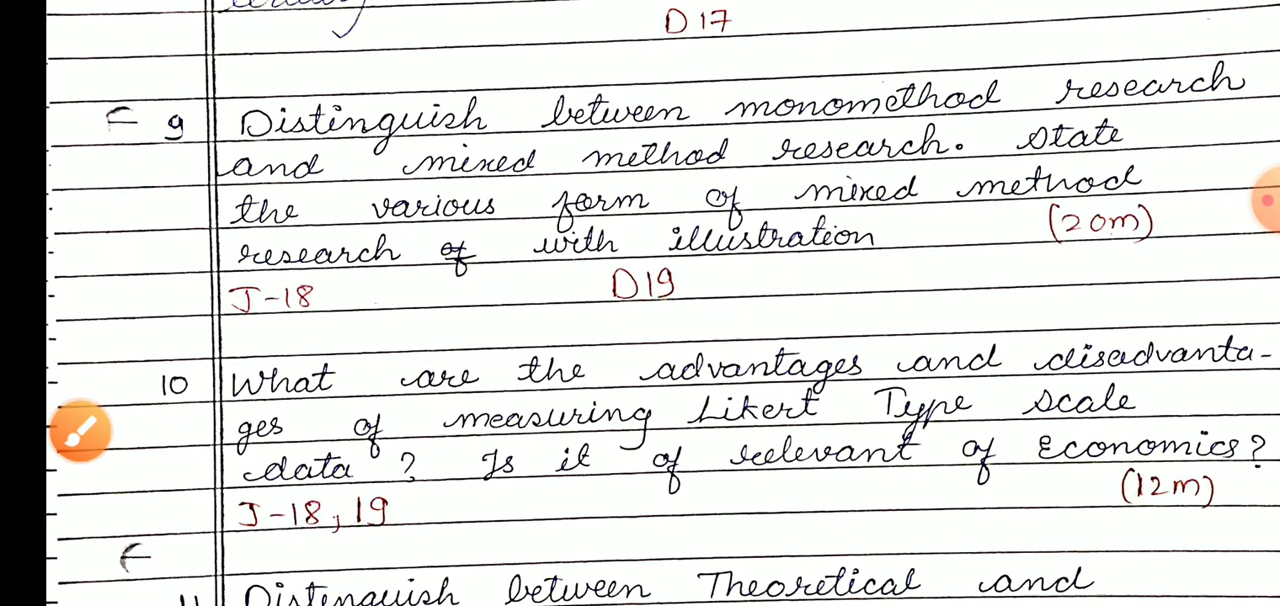 D 17
9 Distinguish between monomethod research
and mixed method research. State
the various form of mixed method
research of with illustration (20m)
J-18 D19
10 What are the advantages and disadvanta-
ges of measuring Likert Type scale
data? Is it of relevant of Economics?
J-18, 19 (12m)
11 Distinguish between Theoretical and